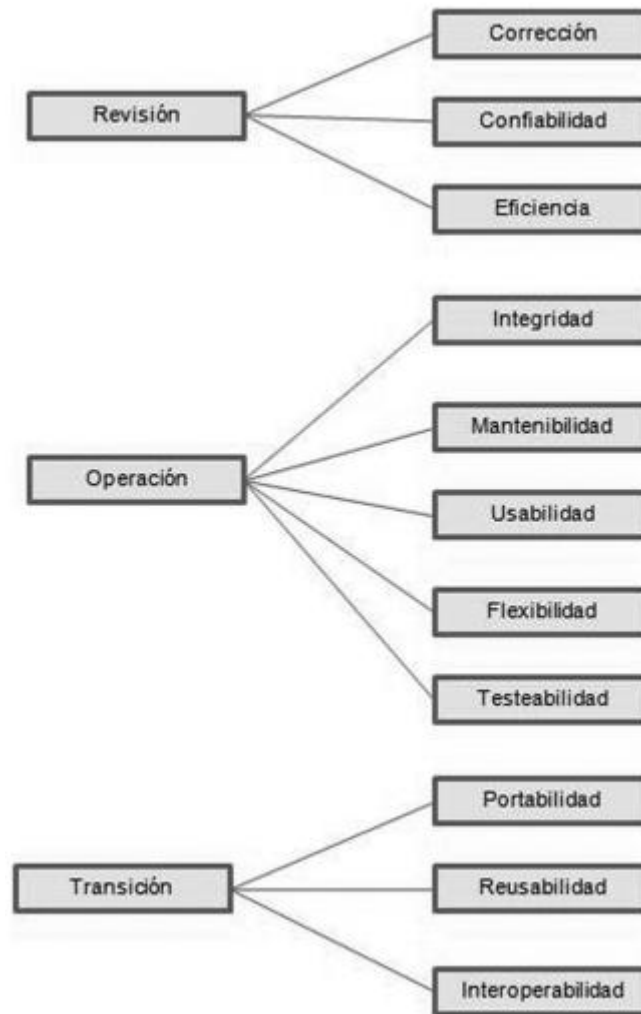 Corrección
Revisión
Confiabilidad
Eficiencia
Integridad
Mantenibilidad
Operación
Usabilidad
Flexibilidad
Testeabilidad
Portabilidad
Transición
Reusabilidad
Interoperabilidad